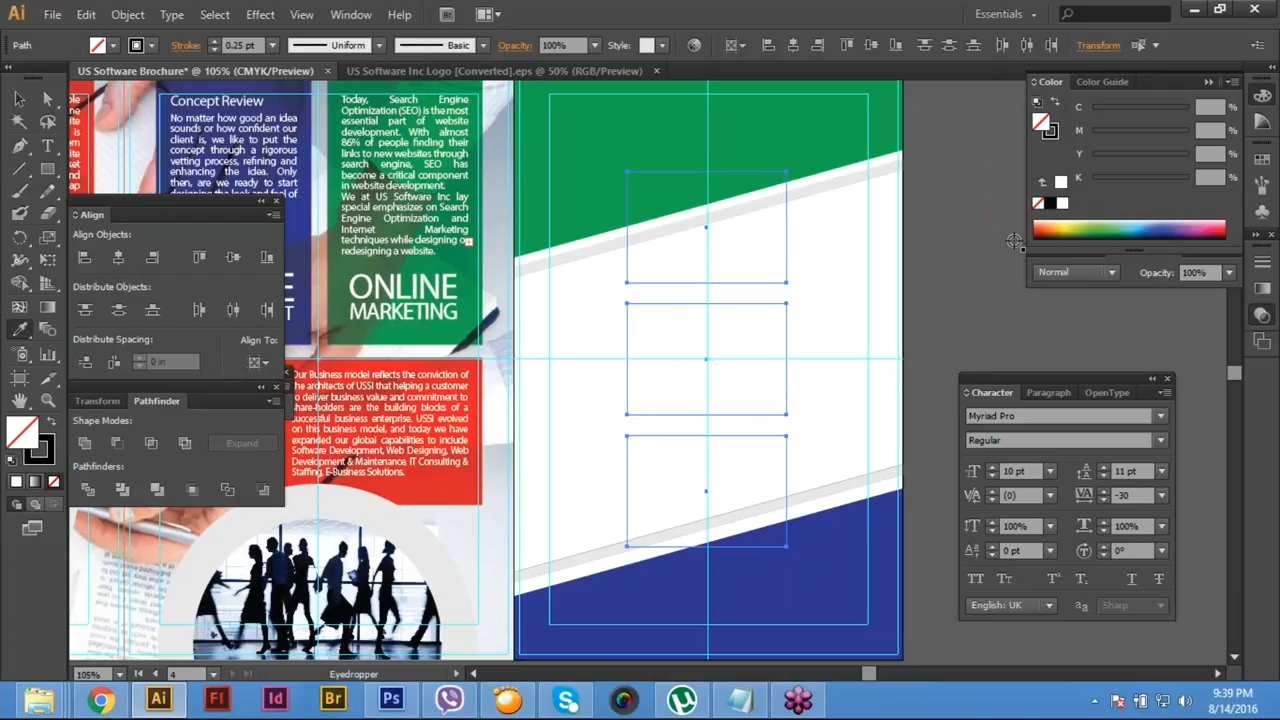 Ai File Edit Object Type Select Effect View Window Help Br Essentials
Path Stroke: 0.25 pt Uniform Basic Opacity: 100% Style: Transform
US Software Brochure* @ 105% (CMYK/Preview) × US Software Inc Logo [Converted].eps @ 50% (RGB/Preview) ×
Color Color Guide
C %
M %
Y %
K %
Normal Opacity: 100%
Concept Review
No matter how good an idea
sounds or how confident our
client is, we like to put the
concept through a rigorous
vetting process, refining and
enhancing the idea. Only
then, are we ready to start
Today, Search Engine
Optimization (SEO) is the most
essential part of website
development. With almost
86% of people finding their
links to new websites through
search engine, SEO has
become a critical component
in website development.
We at US Software Inc lay
special emphasizes on Search
Engine Optimization and
Internet Marketing
techniques while designing or
redesigning a website.
ONLINE
MARKETING
Align
Align Objects:
Distribute Objects:
Distribute Spacing: Align To:
0 in
Transform Pathfinder
Shape Modes:
Expand
Pathfinders:
Our Business model reflects the conviction of
the architects of USSI that helping a customer
to deliver business value and commitment to
share-holders are the building blocks of a
successful business enterprise. USSI evolved
on this business model, and today we have
expanded our global capabilities to include
Software Development, Web Designing, Web
Development & Maintenance, IT Consulting &
Staffing, E-Business Solutions.
Character Paragraph OpenType
Myriad Pro
Regular
10 pt 11 pt
(0) -30
100% 100%
0 pt 0°
English: UK Sharp
105% 4 Eyedropper
Ai Fl Id Br Ps
9:39 PM
8/14/2016